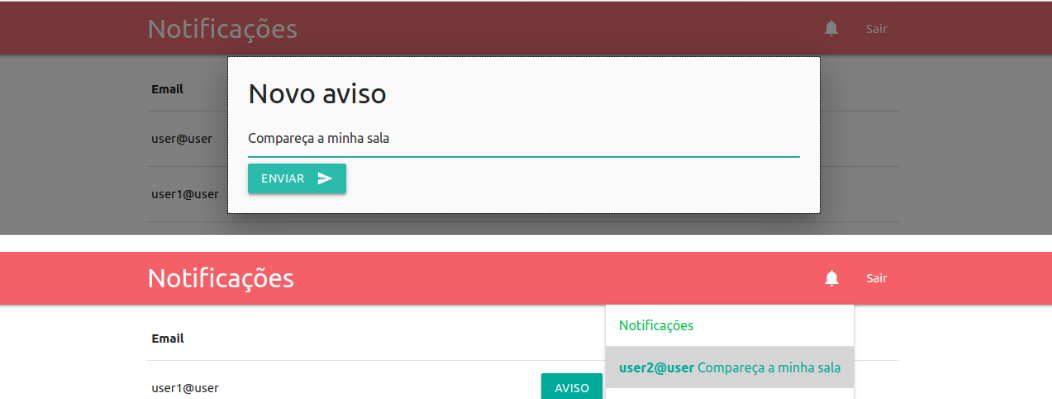 Notificações
Sair
Email
Novo aviso
user@user
Compareça a minha sala
ENVIAR
user1@user
Notificações
Sair
Notificações
Email
user2@user Compareça a minha sala
user1@user
AVISO